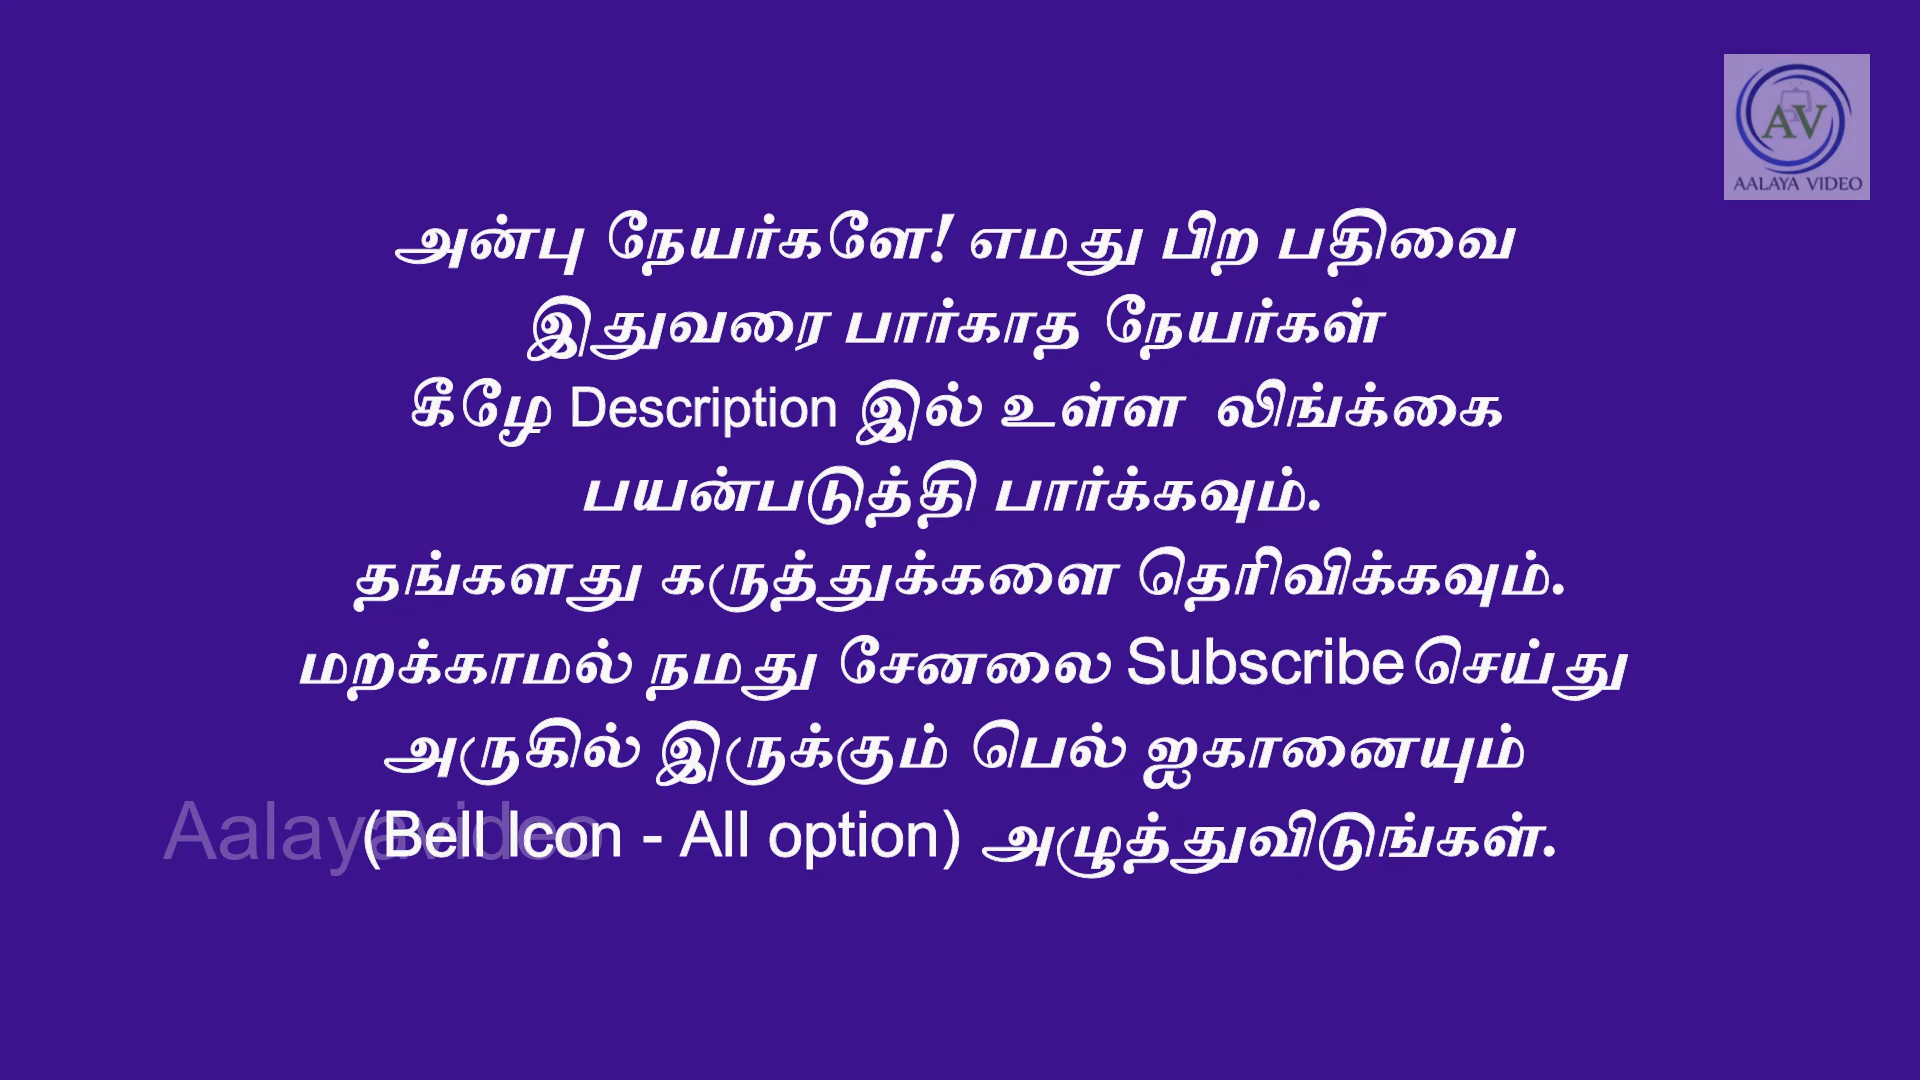 AV
AALAYA VIDEO
அன்பு நேயர்களே! எமது பிற பதிவை
இதுவரை பார்காத நேயர்கள்
கீழே Description இல் உள்ள லிங்க்கை
பயன்படுத்தி பார்க்கவும்.
தங்களது கருத்துக்களை தெரிவிக்கவும்.
மறக்காமல் நமது சேனலை Subscribe செய்து
அருகில் இருக்கும் பெல் ஐகானையும்
(Bell Icon - All option) அழுத்துவிடுங்கள்.
Aalayavideo